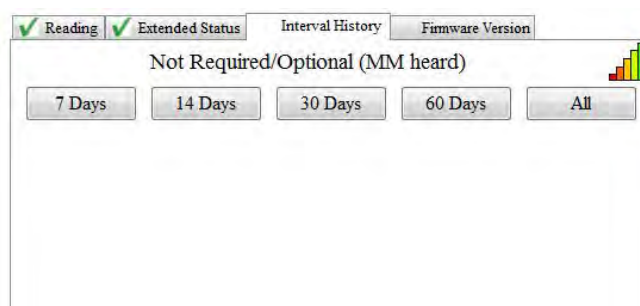 Reading Extended Status Interval History Firmware Version
Not Required/Optional (MM heard)
7 Days 14 Days 30 Days 60 Days All